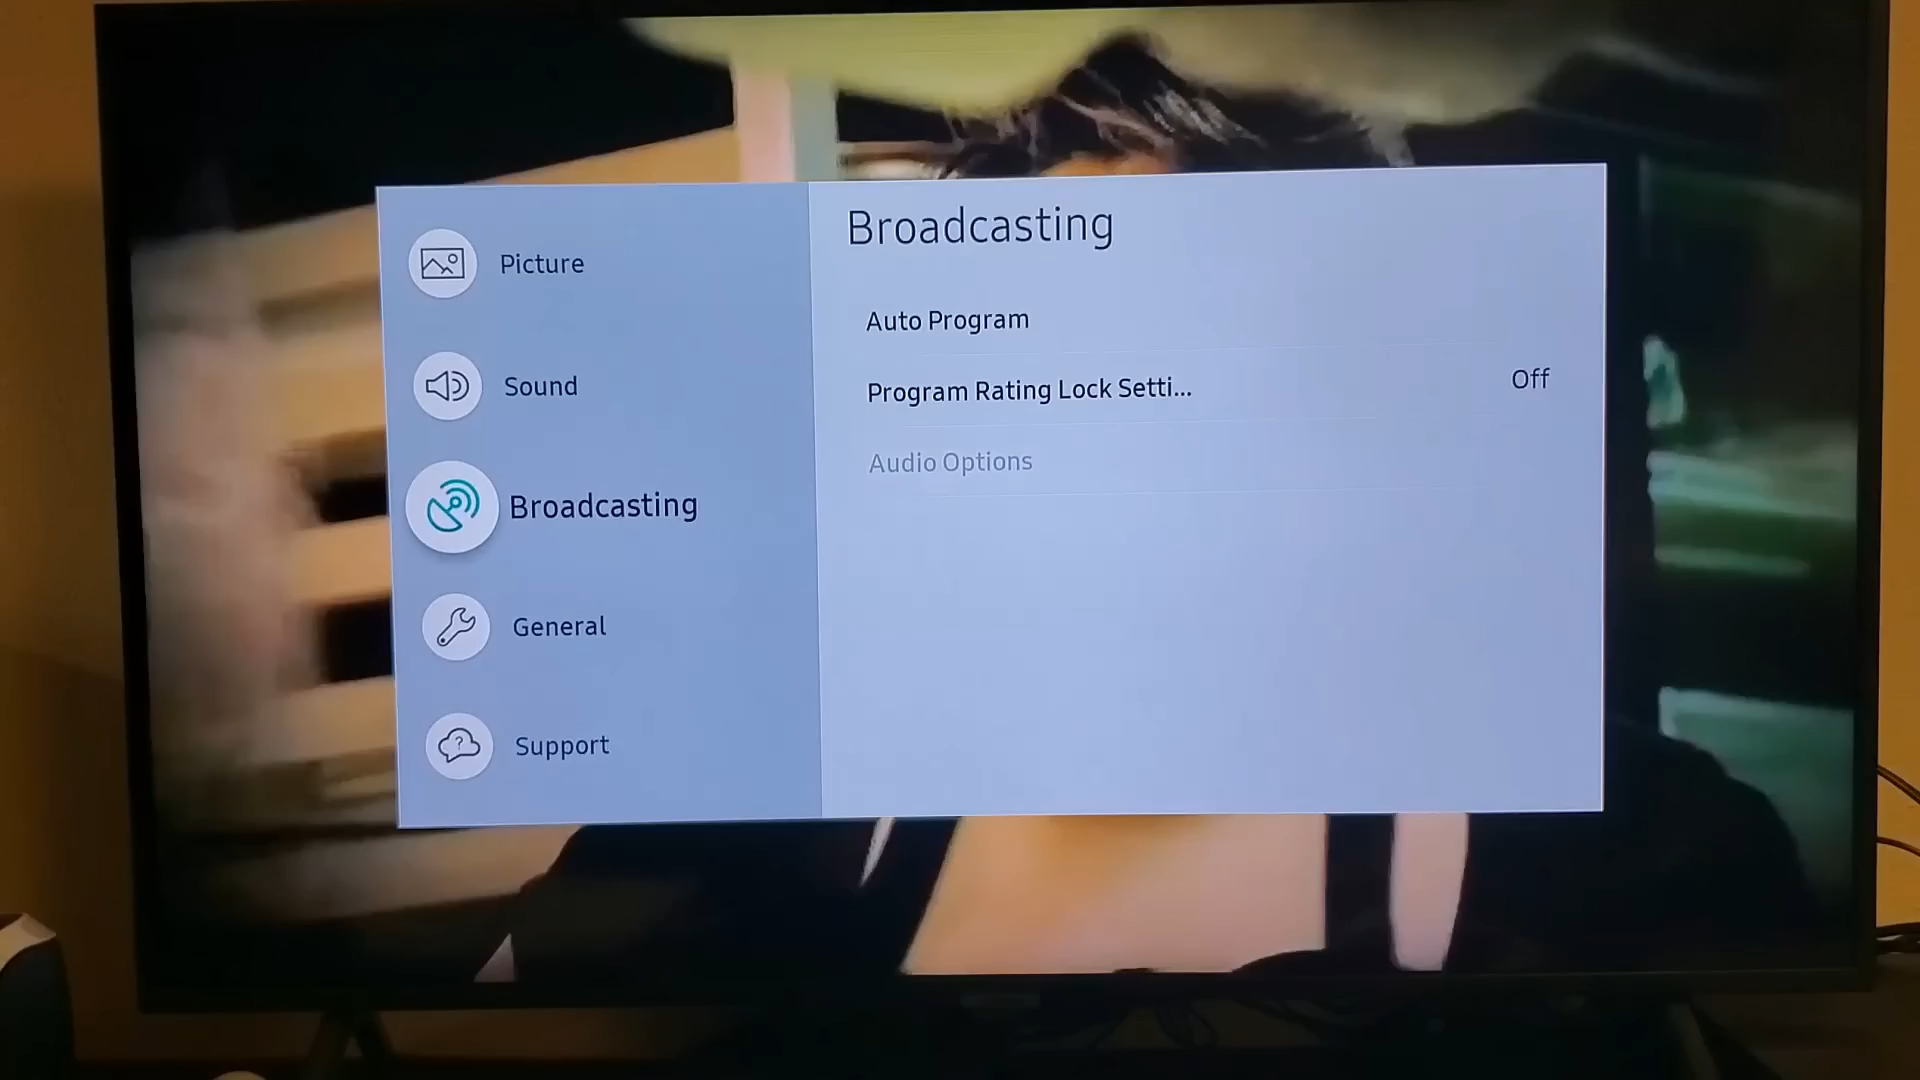 Picture
Sound
Broadcasting
General
Support
Broadcasting
Auto Program
Program Rating Lock Setti... Off
Audio Options